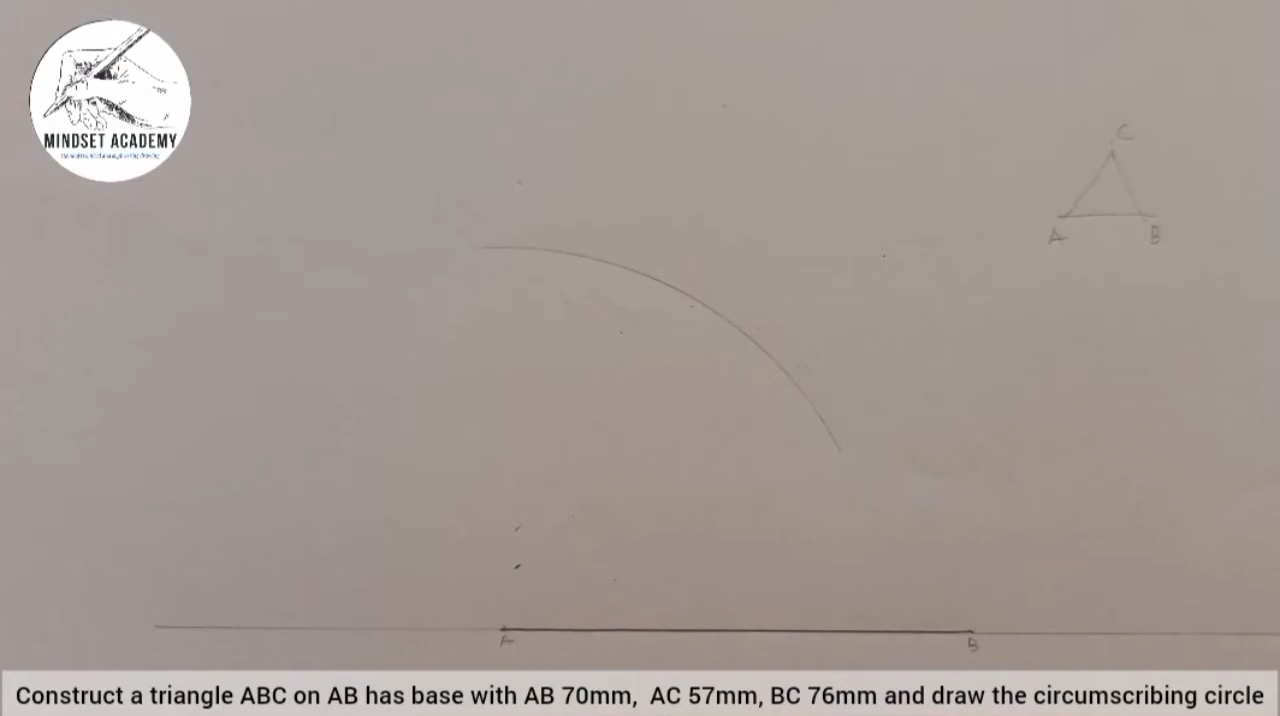 MINDSET ACADEMY
C
A
B
A
B
Construct a triangle ABC on AB has base with AB 70mm, AC 57mm, BC 76mm and draw the circumscribing circle